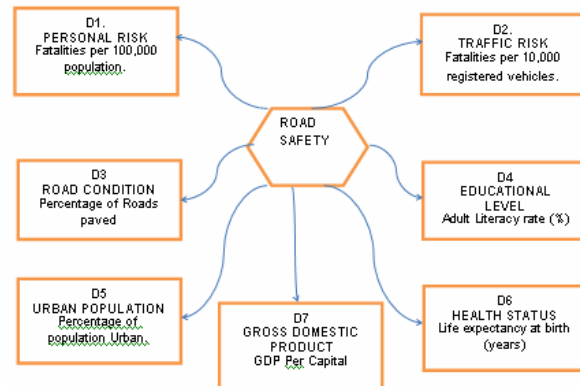 D1.
PERSONAL RISK
Fatalities per 100,000
population.
D2.
TRAFFIC RISK
Fatalities per 10,000
registered vehicles.
ROAD
SAFETY
D3
ROAD CONDITION
Percentage of Roads
paved
D4
EDUCATIONAL
LEVEL
Adult Literacy rate (%)
D5
URBAN POPULATION
Percentage of
population Urban.
D7
GROSS DOMESTIC
PRODUCT
GDP Per Capital
D6
HEALTH STATUS
Life expectancy at birth
(years)